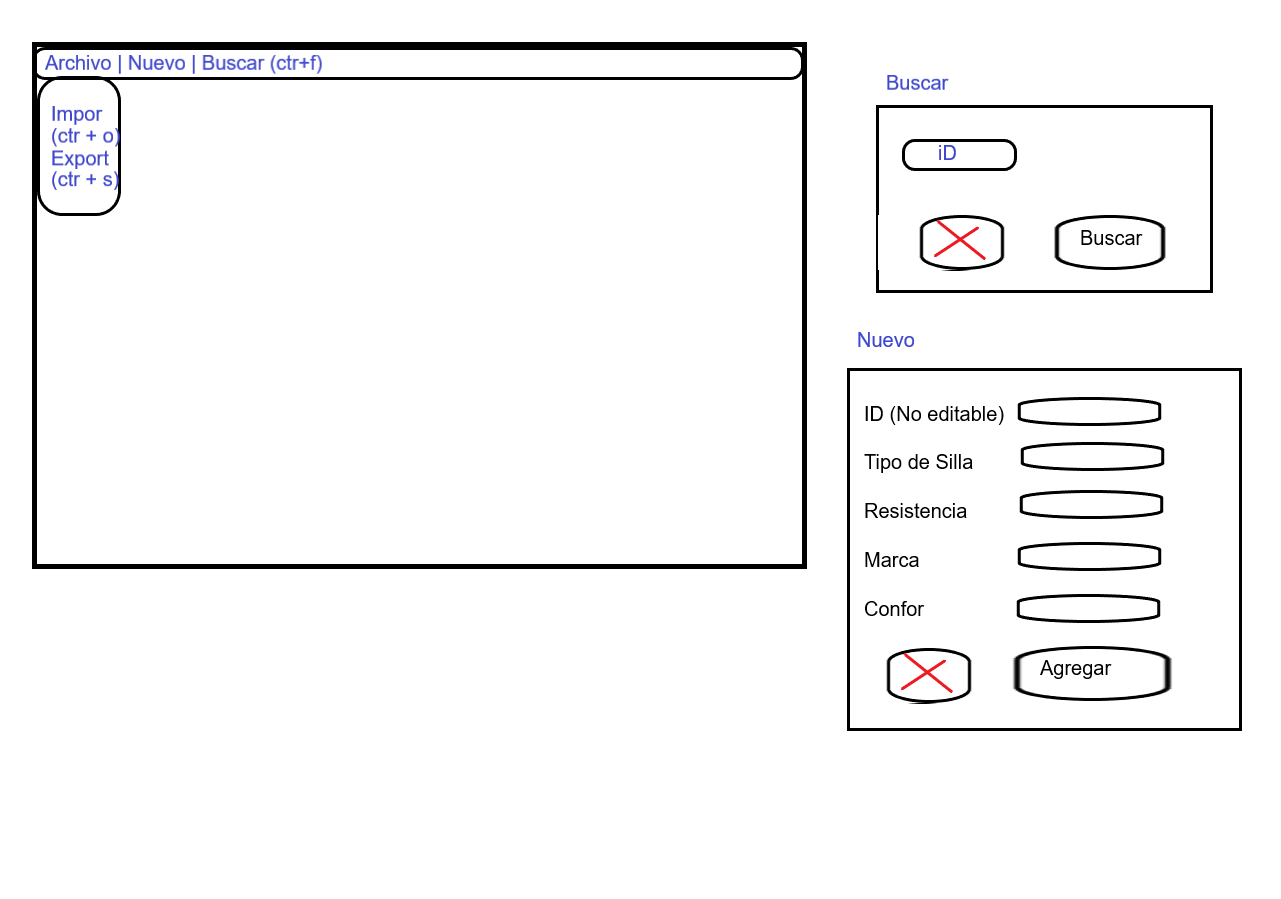 Archivo | Nuevo | Buscar (ctr+f)
Impor
(ctr + o)
Export
(ctr + s)
Buscar
iD
Buscar
Nuevo
ID (No editable)
Tipo de Silla
Resistencia
Marca
Confor
Agregar